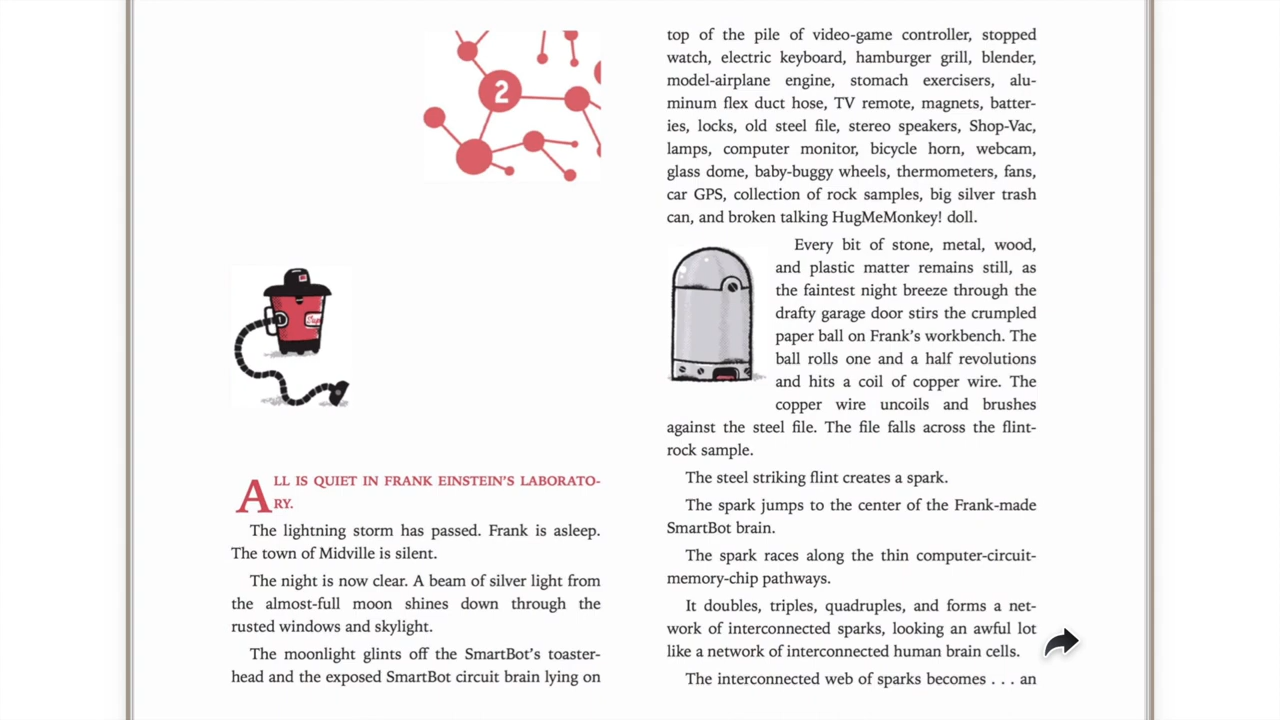 2
ALL IS QUIET IN FRANK EINSTEIN’S LABORATO-
RY.
The lightning storm has passed. Frank is asleep.
The town of Midville is silent.
The night is now clear. A beam of silver light from
the almost-full moon shines down through the
rusted windows and skylight.
The moonlight glints off the SmartBot’s toaster-
head and the exposed SmartBot circuit brain lying on
top of the pile of video-game controller, stopped
watch, electric keyboard, hamburger grill, blender,
model-airplane engine, stomach exercisers, alu-
minum flex duct hose, TV remote, magnets, batter-
ies, locks, old steel file, stereo speakers, Shop-Vac,
lamps, computer monitor, bicycle horn, webcam,
glass dome, baby-buggy wheels, thermometers, fans,
car GPS, collection of rock samples, big silver trash
can, and broken talking HugMeMonkey! doll.
Every bit of stone, metal, wood,
and plastic matter remains still, as
the faintest night breeze through the
drafty garage door stirs the crumpled
paper ball on Frank’s workbench. The
ball rolls one and a half revolutions
and hits a coil of copper wire. The
copper wire uncoils and brushes
against the steel file. The file falls across the flint-
rock sample.
The steel striking flint creates a spark.
The spark jumps to the center of the Frank-made
SmartBot brain.
The spark races along the thin computer-circuit-
memory-chip pathways.
It doubles, triples, quadruples, and forms a net-
work of interconnected sparks, looking an awful lot
like a network of interconnected human brain cells.
The interconnected web of sparks becomes . . . an